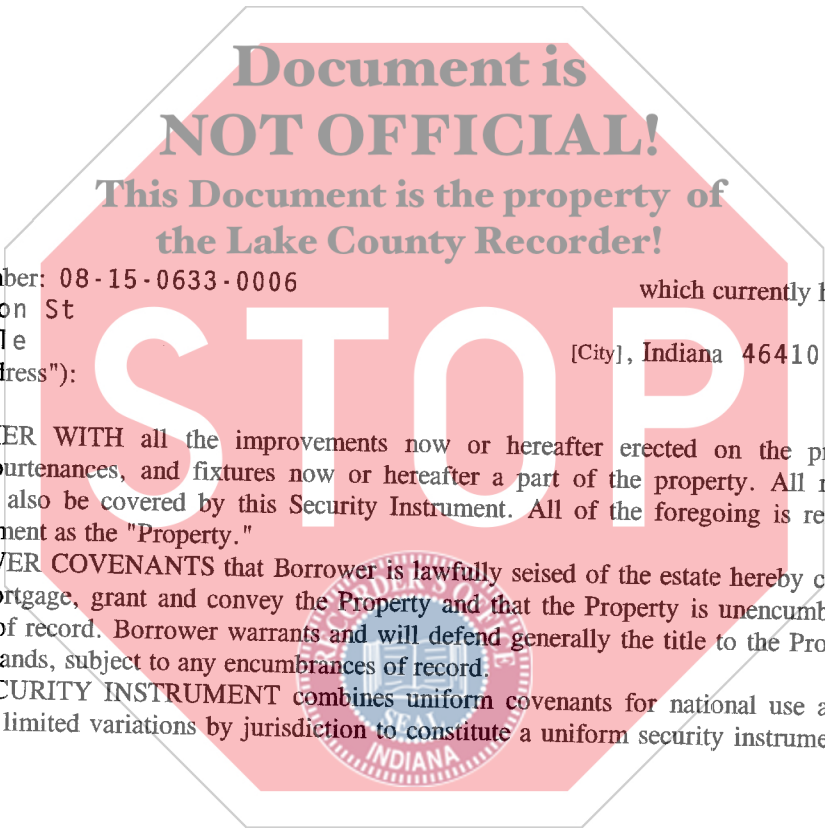 Document is
NOT OFFICIAL!
This Document is the property of
the Lake County Recorder!
ber: 08-15-0633-0006 which currently h
on St
le [City], Indiana 46410
ress"):
STOP
ER WITH all the improvements now or hereafter erected on the pr
urtenances, and fixtures now or hereafter a part of the property. All r
also be covered by this Security Instrument. All of the foregoing is re
ment as the "Property."
VER COVENANTS that Borrower is lawfully seised of the estate hereby c
ortgage, grant and convey the Property and that the Property is unencumb
of record. Borrower warrants and will defend generally the title to the Pro
ands, subject to any encumbrances of record.
CURITY INSTRUMENT combines uniform covenants for national use a
limited variations by jurisdiction to constitute a uniform security instrume
RECORDER'S OFFICE
SEAL
INDIANA